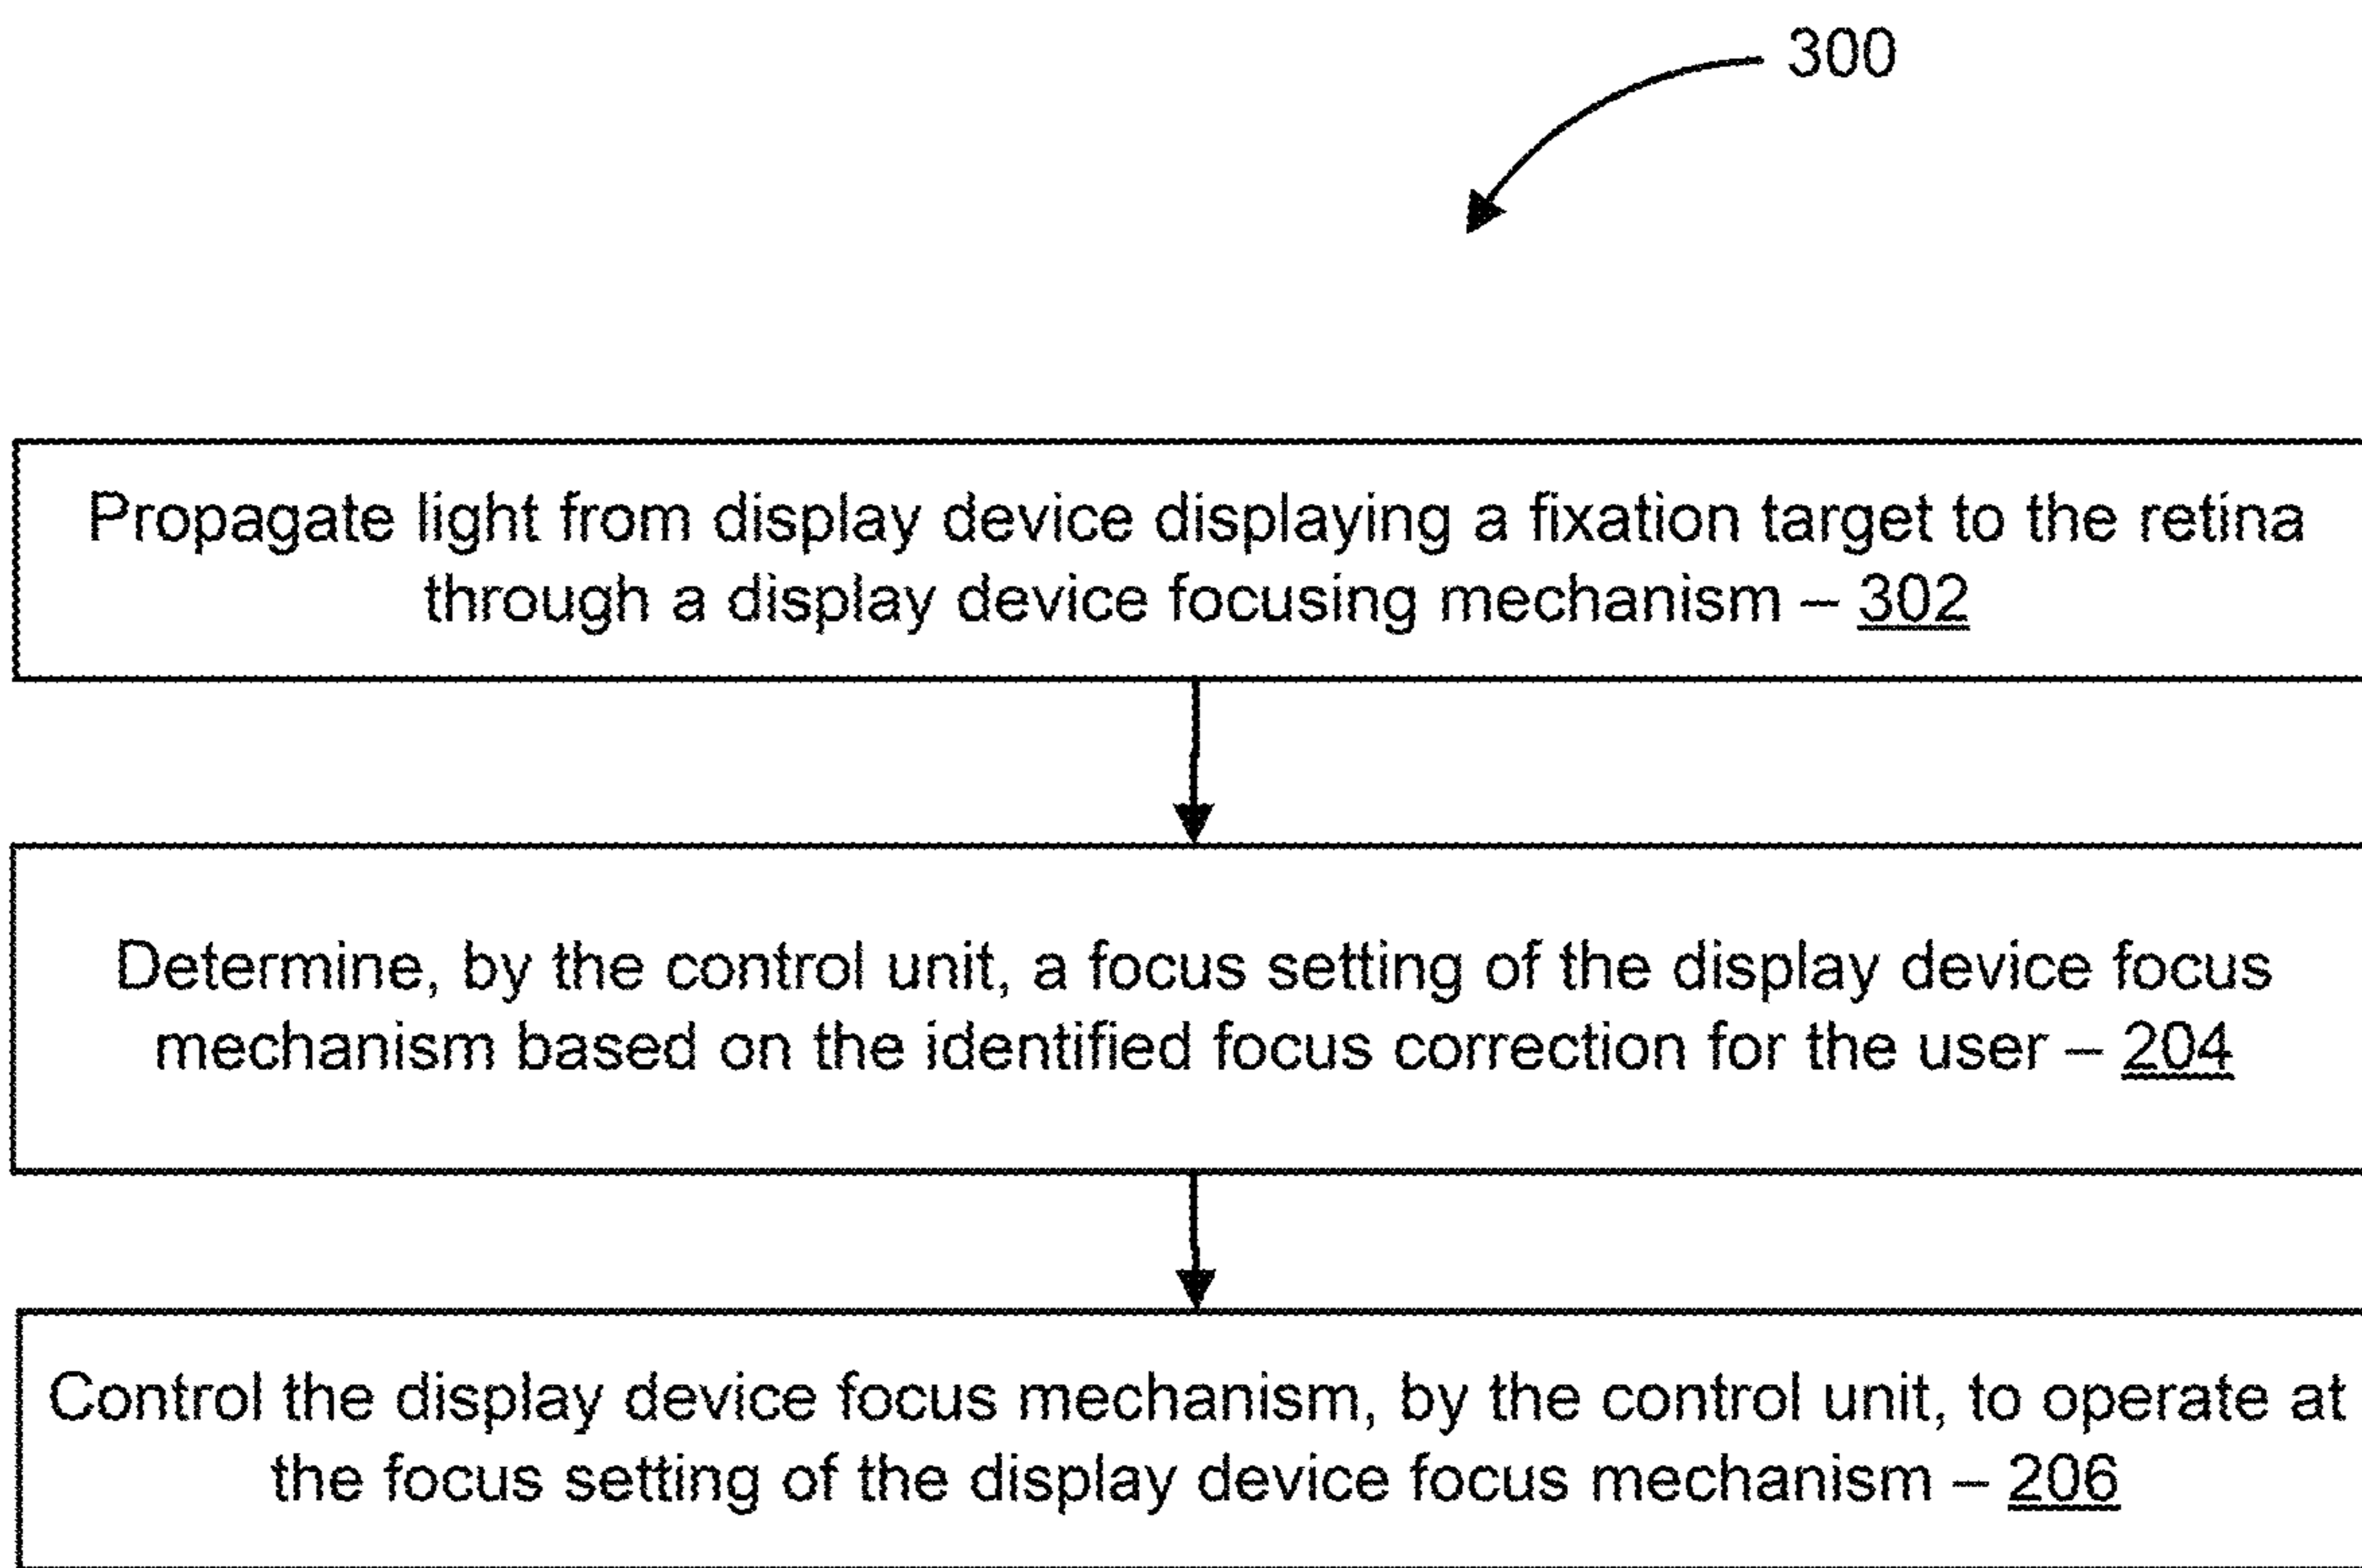 300
Propagate light from display device displaying a fixation target to the retina
through a display device focusing mechanism – 302
Determine, by the control unit, a focus setting of the display device focus
mechanism based on the identified focus correction for the user – 204
Control the display device focus mechanism, by the control unit, to operate at
the focus setting of the display device focus mechanism – 206